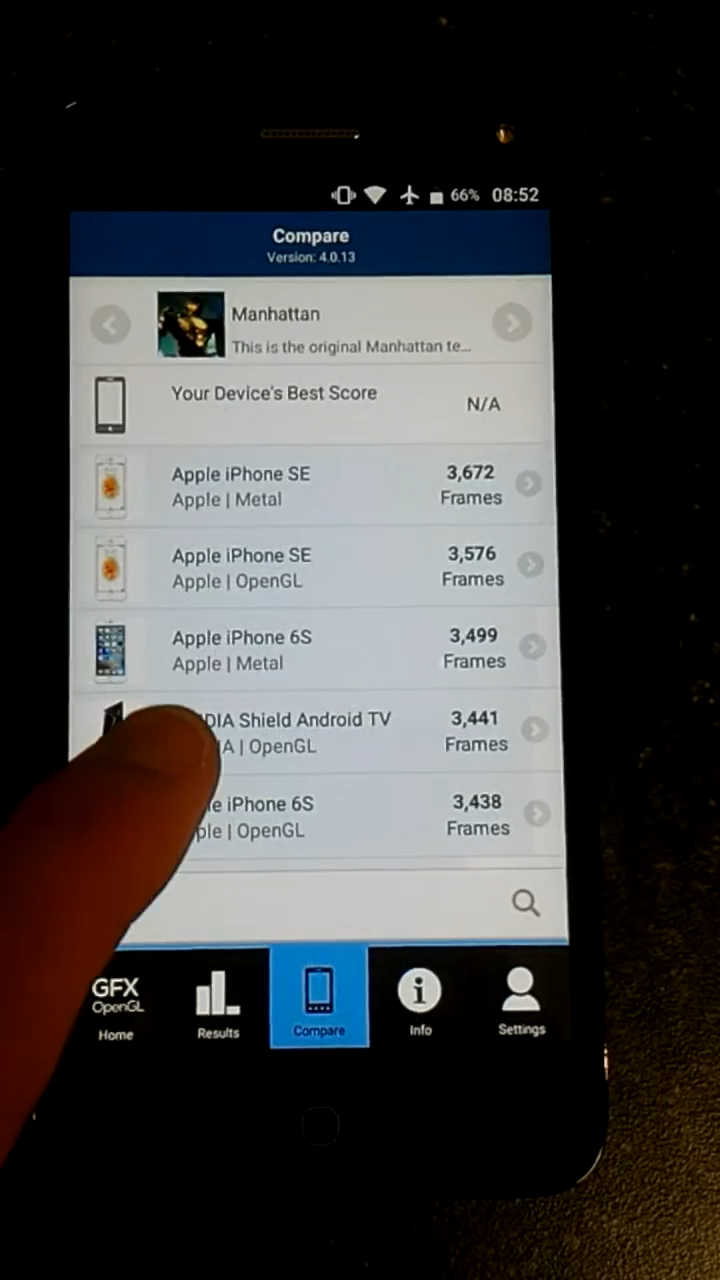 66% 08:52
Compare
Version: 4.0.13
Manhattan
This is the original Manhattan te...
Your Device's Best Score
N/A
Apple iPhone SE
3,672
Apple | Metal
Frames
Apple iPhone SE
3,576
Apple | OpenGL
Frames
Apple iPhone 6S
3,499
Apple | Metal
Frames
DIA Shield Android TV
3,441
IA | OpenGL
Frames
le iPhone 6S
3,438
ple | OpenGL
Frames
GFX
OpenGL
Home Results Compare Info Settings